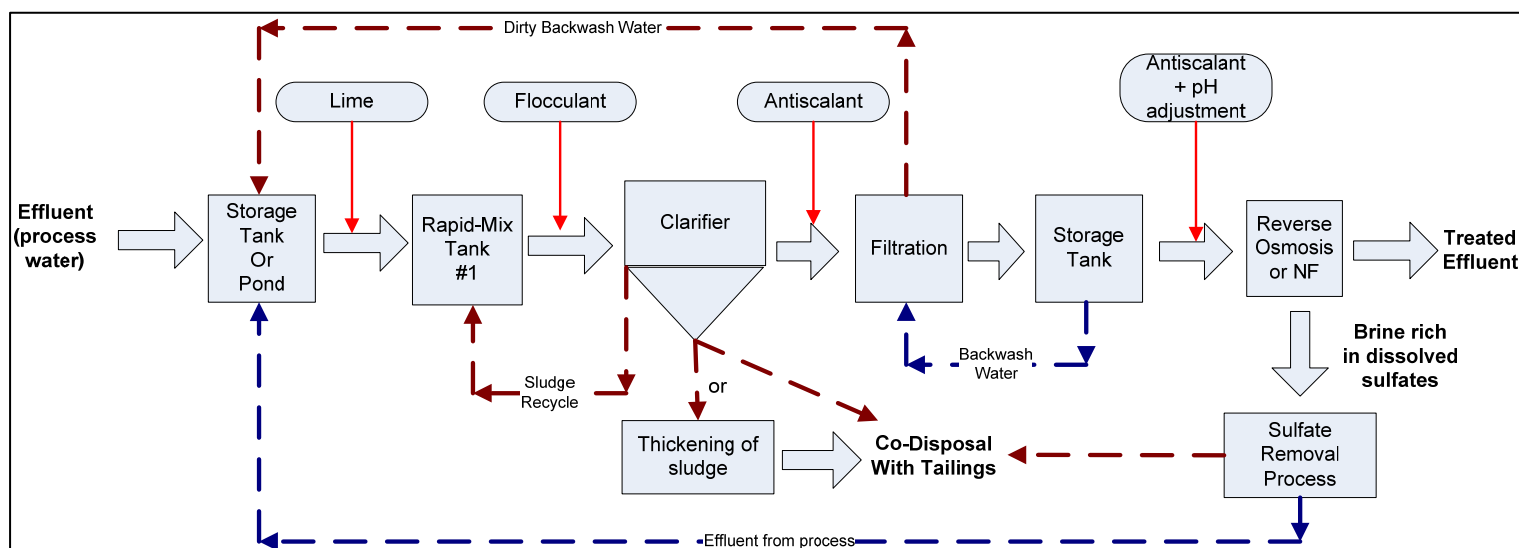 Dirty Backwash Water
Lime
Flocculant
Antiscalant
Antiscalant
+ pH
adjustment
Effluent
(process
water)
Storage
Tank
Or
Pond
Rapid-Mix
Tank
#1
Clarifier
Filtration
Storage
Tank
Reverse
Osmosis
or NF
Treated
Effluent
Sludge
Recycle
or
Backwash
Water
Brine rich
in dissolved
sulfates
Thickening of
sludge
Co-Disposal
With Tailings
Sulfate
Removal
Process
Effluent from process